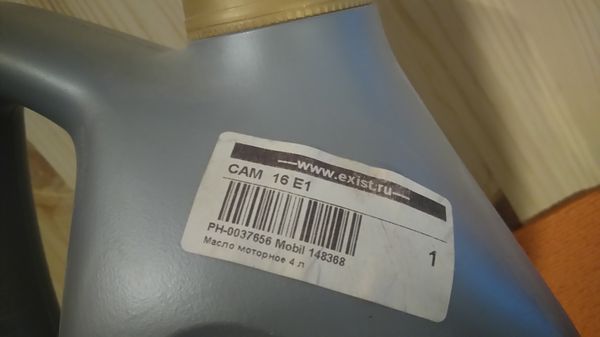 —www.exist.ru—
CAM 16 E1
PH-0037656 Mobil 148368
1
Масло моторное 4 л